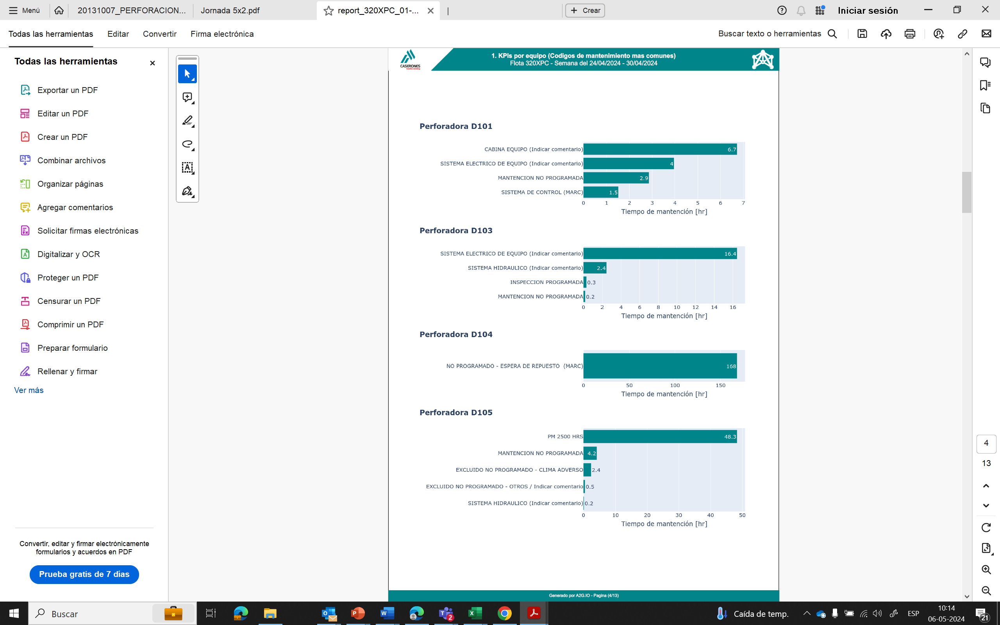 Menú
20131007_PERFORACION...
Jornada 5x2.pdf
report_320XPC_01-...
Crear
Iniciar sesión
Todas las herramientas
Editar
Convertir
Firma electrónica
Buscar texto o herramientas
Todas las herramientas
Exportar un PDF
Editar un PDF
Crear un PDF
Combinar archivos
Organizar páginas
Agregar comentarios
Solicitar firmas electrónicas
Digitalizar y OCR
Proteger un PDF
Censurar un PDF
Comprimir un PDF
Preparar formulario
Rellenar y firmar
Ver más
Convertir, editar y firmar electrónicamente
formularios y acuerdos en PDF
Prueba gratis de 7 días
CASERONES
lundin mining
1. KPIs por equipo (Codigos de mantenimiento mas comunes)
Flota 320XPC - Semana del 24/04/2024 - 30/04/2024
Perforadora D101
CABINA EQUIPO (Indicar comentario) 6.7
SISTEMA ELECTRICO DE EQUIPO (Indicar comentario) 4
MANTENCION NO PROGRAMADA 2.9
SISTEMA DE CONTROL (MARC) 1.5
0 1 2 3 4 5 6 7
Tiempo de mantención [hr]
Perforadora D103
SISTEMA ELECTRICO DE EQUIPO (Indicar comentario) 16.4
SISTEMA HIDRAULICO (Indicar comentario) 2.4
INSPECCION PROGRAMADA 0.3
MANTENCION NO PROGRAMADA 0.2
0 2 4 6 8 10 12 14 16
Tiempo de mantención [hr]
Perforadora D104
NO PROGRAMADO - ESPERA DE REPUESTO (MARC) 168
0 50 100 150
Tiempo de mantención [hr]
Perforadora D105
PM 2500 HRS 48.3
MANTENCION NO PROGRAMADA 4.2
EXCLUIDO NO PROGRAMADO - CLIMA ADVERSO 2.4
EXCLUIDO NO PROGRAMADO - OTROS / Indicar comentario 0.5
SISTEMA HIDRAULICO (Indicar comentario) 0.2
0 10 20 30 40 50
Tiempo de mantención [hr]
Generado por A2G.IO - Pagina (4/13)
4
13
Buscar
2
Caída de temp.
ESP
10:14
06-05-2024
21